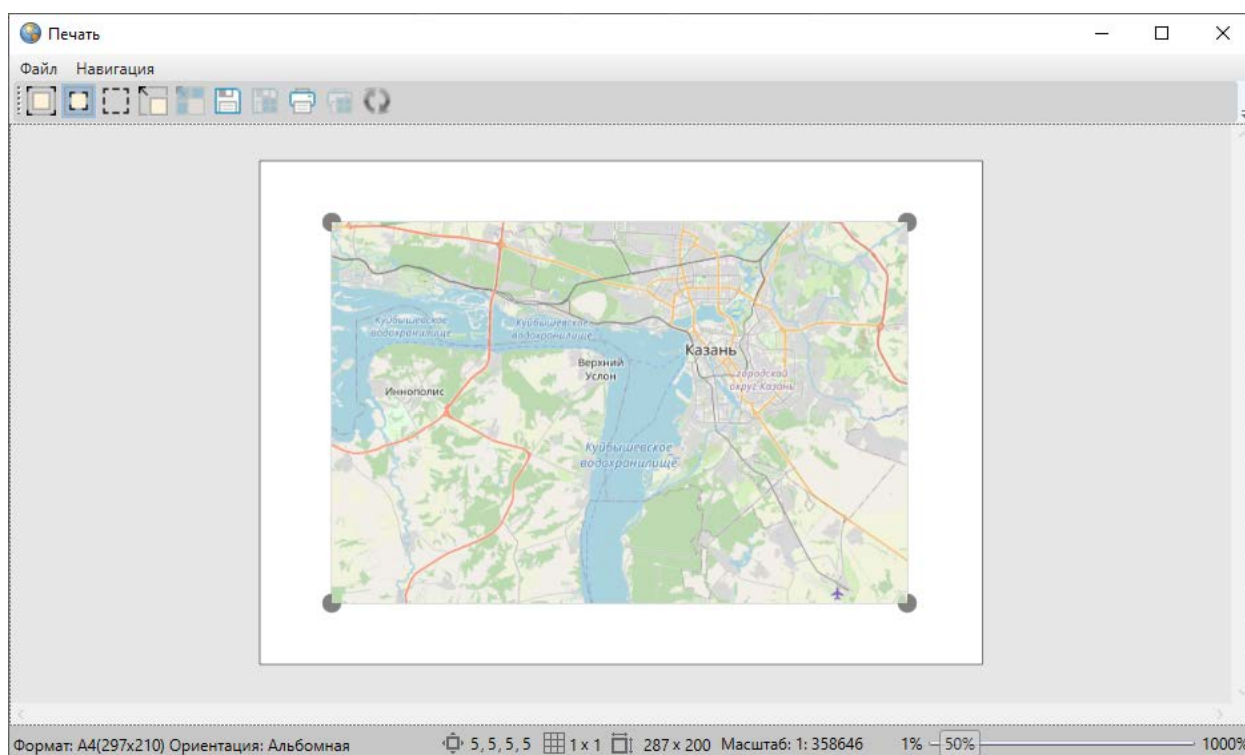 Печать
Файл Навигация
Куйбышевское
водохранилище
Куйбышевское
водохранилище
Казань
Верхний
Услон
городской
округ Казань
Иннополис
Куйбышевское
водохранилище
Формат: A4(297x210) Ориентация: Альбомная 5, 5, 5, 5 1 x 1 287 x 200 Масштаб: 1: 358646 1% 50% 1000%